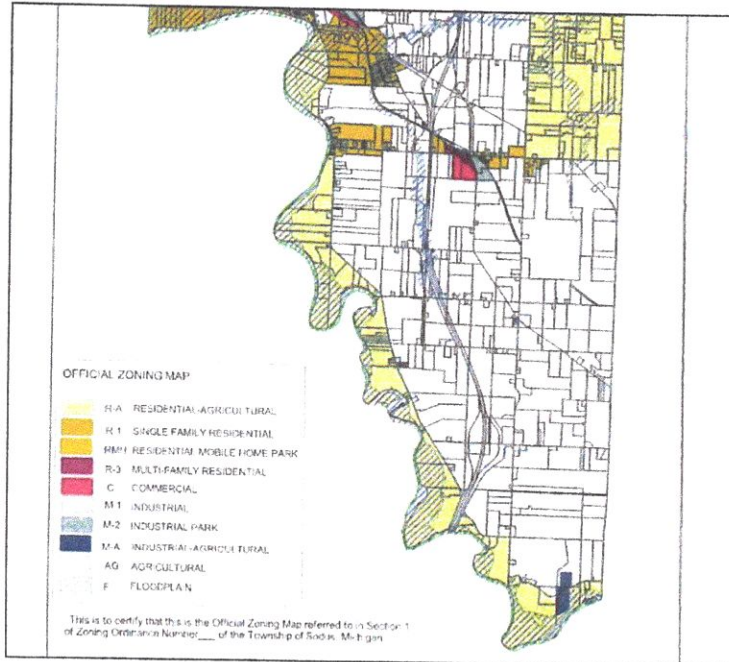 OFFICIAL ZONING MAP
R-A RESIDENTIAL-AGRICULTURAL
R-1 SINGLE FAMILY RESIDENTIAL
RMH RESIDENTIAL MOBILE HOME PARK
R-3 MULTI-FAMILY RESIDENTIAL
C COMMERCIAL
M-1 INDUSTRIAL
M-2 INDUSTRIAL PARK
M-A INDUSTRIAL-AGRICULTURAL
AG AGRICULTURAL
F FLOODPLAIN
This is to certify that this is the Official Zoning Map referred to in Section 1
of Zoning Ordinance Number___ of the Township of Sodus, Michigan